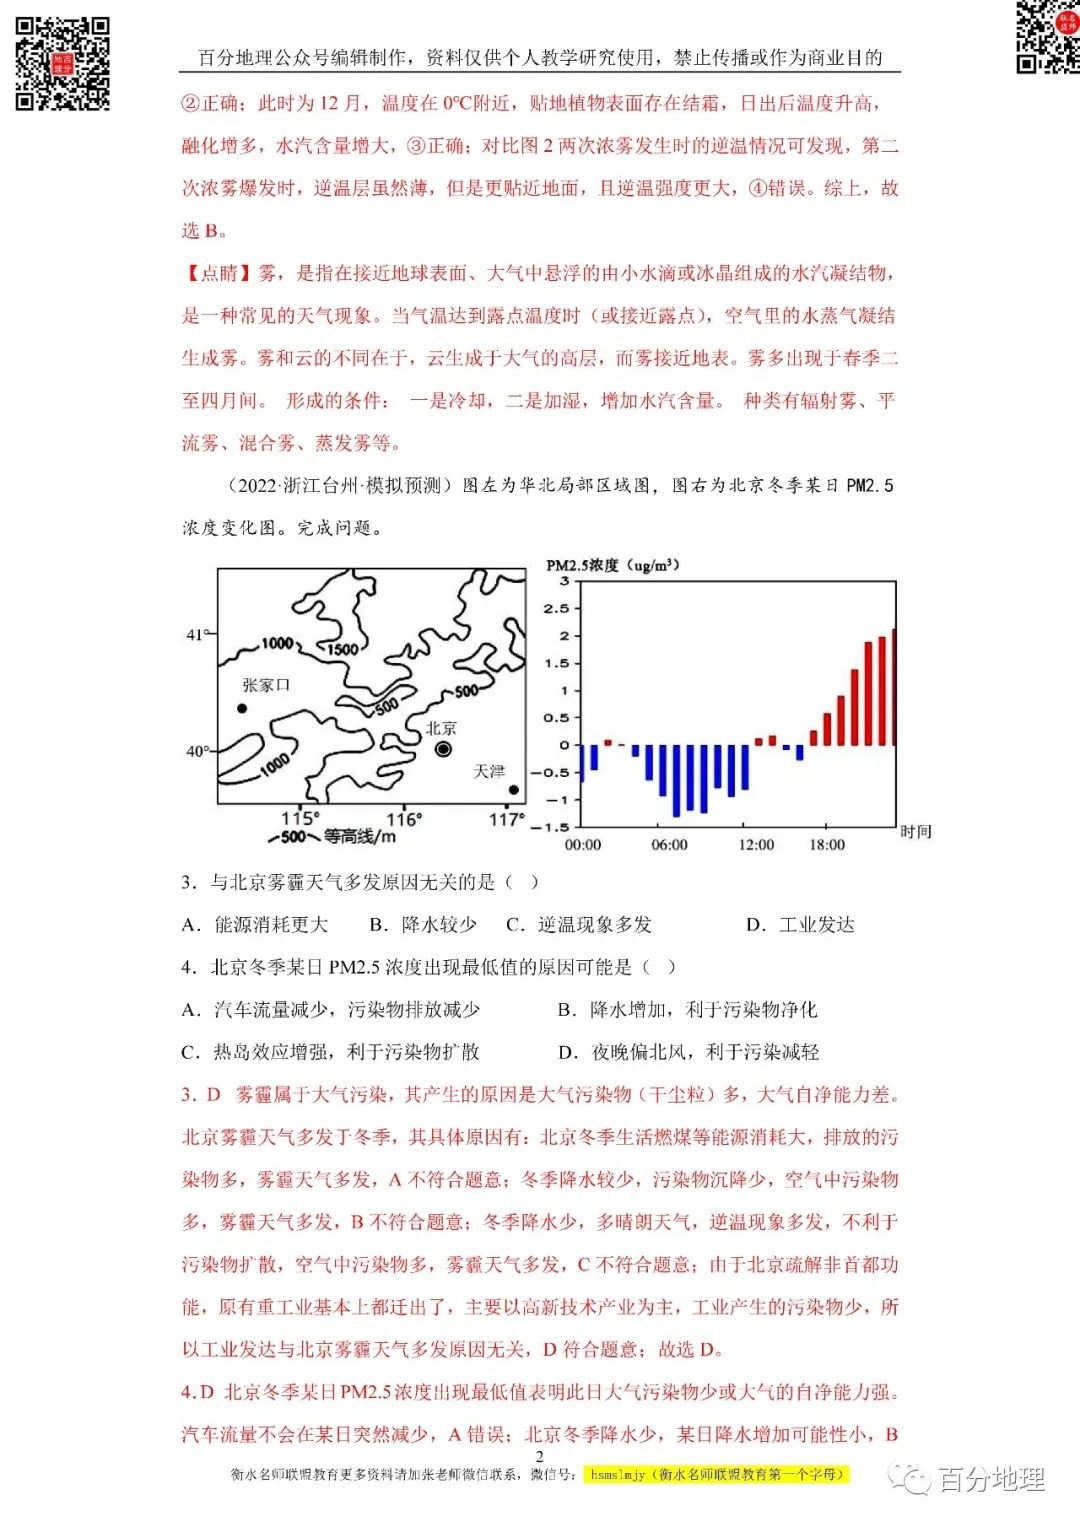 百分地理公众号编辑制作，资料仅供个人教学研究使用，禁止传播或作为商业目的
②正确；此时为 12 月，温度在 0℃附近，贴地植物表面存在结霜，日出后温度升高，
融化增多，水汽含量增大，③正确；对比图 2 两次浓雾发生时的逆温情况可发现，第二
次浓雾爆发时，逆温层虽然薄，但是更贴近地面，且逆温强度更大，④错误。综上，故
选 B。
【点睛】雾，是指在接近地球表面、大气中悬浮的由小水滴或冰晶组成的水汽凝结物，
是一种常见的天气现象。当气温达到露点温度时（或接近露点），空气里的水蒸气凝结
生成雾。雾和云的不同在于，云生成于大气的高层，而雾接近地表。雾多出现于春季二
至四月间。 形成的条件： 一是冷却，二是加湿，增加水汽含量。 种类有辐射雾、平
流雾、混合雾、蒸发雾等。
（2022·浙江台州·模拟预测）图左为华北局部区域图，图右为北京冬季某日 PM2.5
浓度变化图。完成问题。
41°
40°
1000
1500
张家口
500
500
北京
1000
天津
115°
116°
117°
500 等高线/m
PM2.5浓度（ug/m³）
3
2.5
2
1.5
1
0.5
0
-0.5
-1
-1.5
00:00
06:00
12:00
18:00
时间
3．与北京雾霾天气多发原因无关的是（ ）
A．能源消耗更大 B．降水较少 C．逆温现象多发 D．工业发达
4．北京冬季某日 PM2.5 浓度出现最低值的原因可能是（ ）
A．汽车流量减少，污染物排放减少 B．降水增加，利于污染物净化
C．热岛效应增强，利于污染物扩散 D．夜晚偏北风，利于污染减轻
3．D 雾霾属于大气污染，其产生的原因是大气污染物（干尘粒）多，大气自净能力差。
北京雾霾天气多发于冬季，其具体原因有：北京冬季生活燃煤等能源消耗大，排放的污
染物多，雾霾天气多发，A 不符合题意；冬季降水较少，污染物沉降少，空气中污染物
多，雾霾天气多发，B 不符合题意；冬季降水少，多晴朗天气，逆温现象多发，不利于
污染物扩散，空气中污染物多，雾霾天气多发，C 不符合题意；由于北京疏解非首都功
能，原有重工业基本上都迁出了，主要以高新技术产业为主，工业产生的污染物少，所
以工业发达与北京雾霾天气多发原因无关，D 符合题意；故选 D。
4．D 北京冬季某日 PM2.5 浓度出现最低值表明此日大气污染物少或大气的自净能力强。
汽车流量不会在某日突然减少，A 错误；北京冬季降水少，某日降水增加可能性小，B
2
衡水名师联盟教育更多资料请加张老师微信联系，微信号： hsmslmjy（衡水名师联盟教育第一个字母）
百分地理